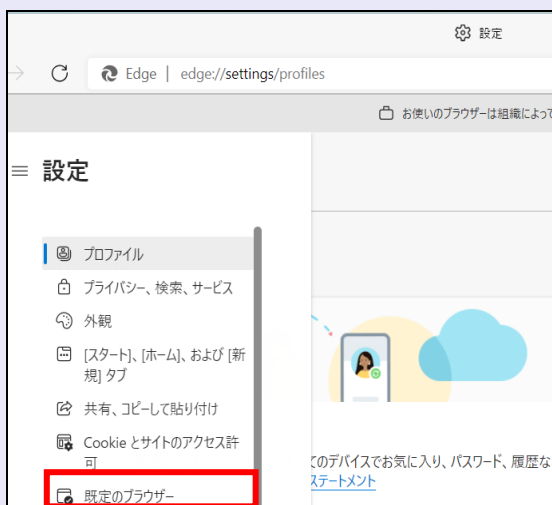 設定
Edge | edge://settings/profiles
お使いのブラウザーは組織によって
設定
プロファイル
プライバシー、検索、サービス
外観
[スタート]、[ホーム]、および [新
規] タブ
共有、コピーして貼り付け
Cookie とサイトのアクセス許
可
既定のブラウザー
てのデバイスでお気に入り、パスワード、履歴な
ステートメント